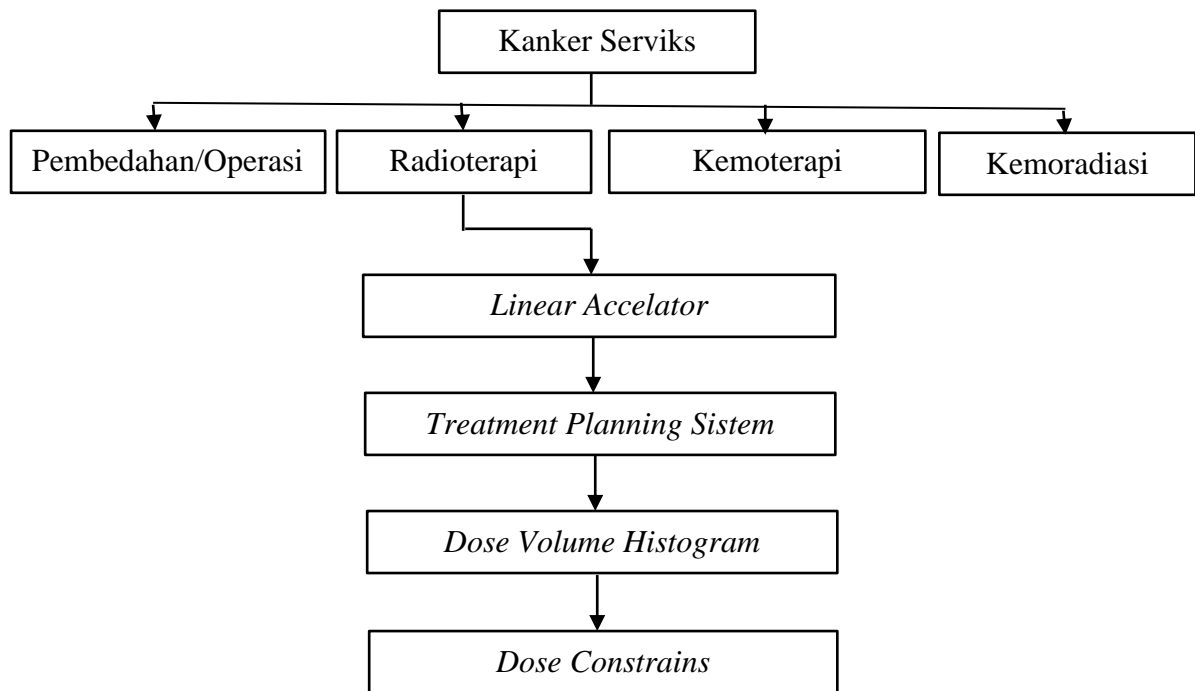 Kanker Serviks
Pembedahan/Operasi
Radioterapi
Kemoterapi
Kemoradiasi
Linear Accelator
Treatment Planning Sistem
Dose Volume Histogram
Dose Constrains